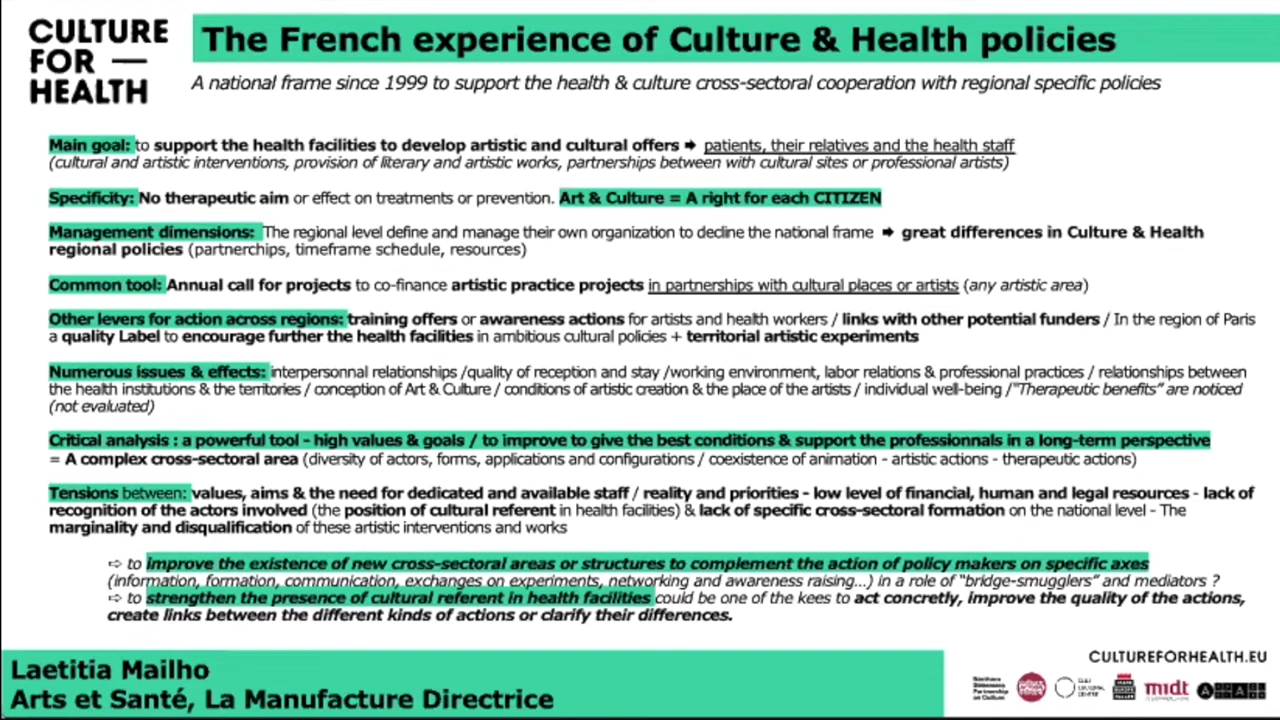 CULTURE
FOR —
HEALTH
The French experience of Culture & Health policies
A national frame since 1999 to support the health & culture cross-sectoral cooperation with regional specific policies
Main goal: to support the health facilities to develop artistic and cultural offers ➨ patients, their relatives and the health staff
(cultural and artistic interventions, provision of literary and artistic works, partnerships between with cultural sites or professional artists)
Specificity: No therapeutic aim or effect on treatments or prevention. Art & Culture = A right for each CITIZEN
Management dimensions: The regional level define and manage their own organization to decline the national frame ➨ great differences in Culture & Health
regional policies (partnerchips, timeframe schedule, resources)
Common tool: Annual call for projects to co-finance artistic practice projects in partnerships with cultural places or artists (any artistic area)
Other levers for action across regions: training offers or awareness actions for artists and health workers / links with other potential funders / In the region of Paris
a quality Label to encourage further the health facilities in ambitious cultural policies + territorial artistic experiments
Numerous issues & effects: interpersonnal relationships /quality of reception and stay /working environment, labor relations & professional practices / relationships between
the health institutions & the territories / conception of Art & Culture / conditions of artistic creation & the place of the artists / individual well-being /"Therapeutic benefits" are noticed
(not evaluated)
Critical analysis : a powerful tool - high values & goals / to improve to give the best conditions & support the professionnals in a long-term perspective
= A complex cross-sectoral area (diversity of actors, forms, applications and configurations / coexistence of animation - artistic actions - therapeutic actions)
Tensions between: values, aims & the need for dedicated and available staff / reality and priorities - low level of financial, human and legal resources - lack of
recognition of the actors involved (the position of cultural referent in health facilities) & lack of specific cross-sectoral formation on the national level - The
marginality and disqualification of these artistic interventions and works
⇨ to improve the existence of new cross-sectoral areas or structures to complement the action of policy makers on specific axes
(information, formation, communication, exchanges on experiments, networking and awareness raising...) in a role of "bridge-smugglers" and mediators ?
⇨ to strengthen the presence of cultural referent in health facilities could be one of the kees to act concretly, improve the quality of the actions,
create links between the different kinds of actions or clarify their differences.
Laetitia Mailho
Arts et Santé, La Manufacture Directrice
CULTUREFORHEALTH.EU
Northern
Dimension
Partnership
on Culture
CLUJ
CULTURAL
CENTRE
midt